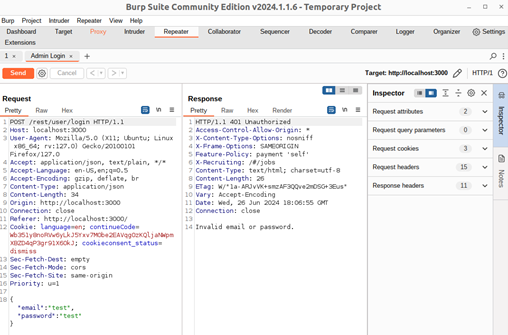 Burp Suite Community Edition v2024.1.1.6 - Temporary Project
Burp Project Intruder Repeater View Help
Dashboard Target Proxy Intruder Repeater Collaborator Sequencer Decoder Comparer Logger Organizer Settings
Extensions
1 × Admin Login × +
Send Cancel < > Target: http://localhost:3000 HTTP/1
Request
Pretty Raw Hex \n
1 POST /rest/user/login HTTP/1.1
2 Host: localhost:3000
3 User-Agent: Mozilla/5.0 (X11; Ubuntu; Linux
x86_64; rv:127.0) Gecko/20100101
Firefox/127.0
4 Accept: application/json, text/plain, */*
5 Accept-Language: en-US,en;q=0.5
6 Accept-Encoding: gzip, deflate, br
7 Content-Type: application/json
8 Content-Length: 34
9 Origin: http://localhost:3000
10 Connection: close
11 Referer: http://localhost:3000/
12 Cookie: language=en; continueCode=
cookieconsent_status=
dismiss
13 Sec-Fetch-Dest: empty
14 Sec-Fetch-Mode: cors
15 Sec-Fetch-Site: same-origin
16 Priority: u=1
17
18 {
"email":"test",
"password":"test"
}
Response
Pretty Raw Hex Render \n
1 HTTP/1.1 401 Unauthorized
2 Access-Control-Allow-Origin: *
3 X-Content-Type-Options: nosniff
4 X-Frame-Options: SAMEORIGIN
5 Feature-Policy: payment 'self'
6 X-Recruiting: /#/jobs
7 Content-Type: text/html; charset=utf-8
8 Content-Length: 26
9 ETag: W/"1a-ARJvVK+smzAF3QQve2mDSG+3Eus"
10 Vary: Accept-Encoding
11 Date: Wed, 26 Jun 2024 18:06:55 GMT
12 Connection: close
13
14 Invalid email or password.
Inspector
Request attributes 2
Request query parameters 0
Request cookies 3
Request headers 15
Response headers 11
Inspector
Notes